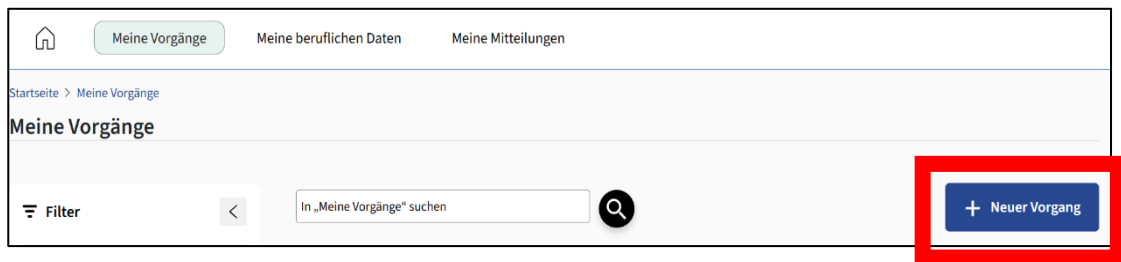 Meine Vorgänge Meine beruflichen Daten Meine Mitteilungen
Startseite > Meine Vorgänge
Meine Vorgänge
Filter < In „Meine Vorgänge“ suchen + Neuer Vorgang